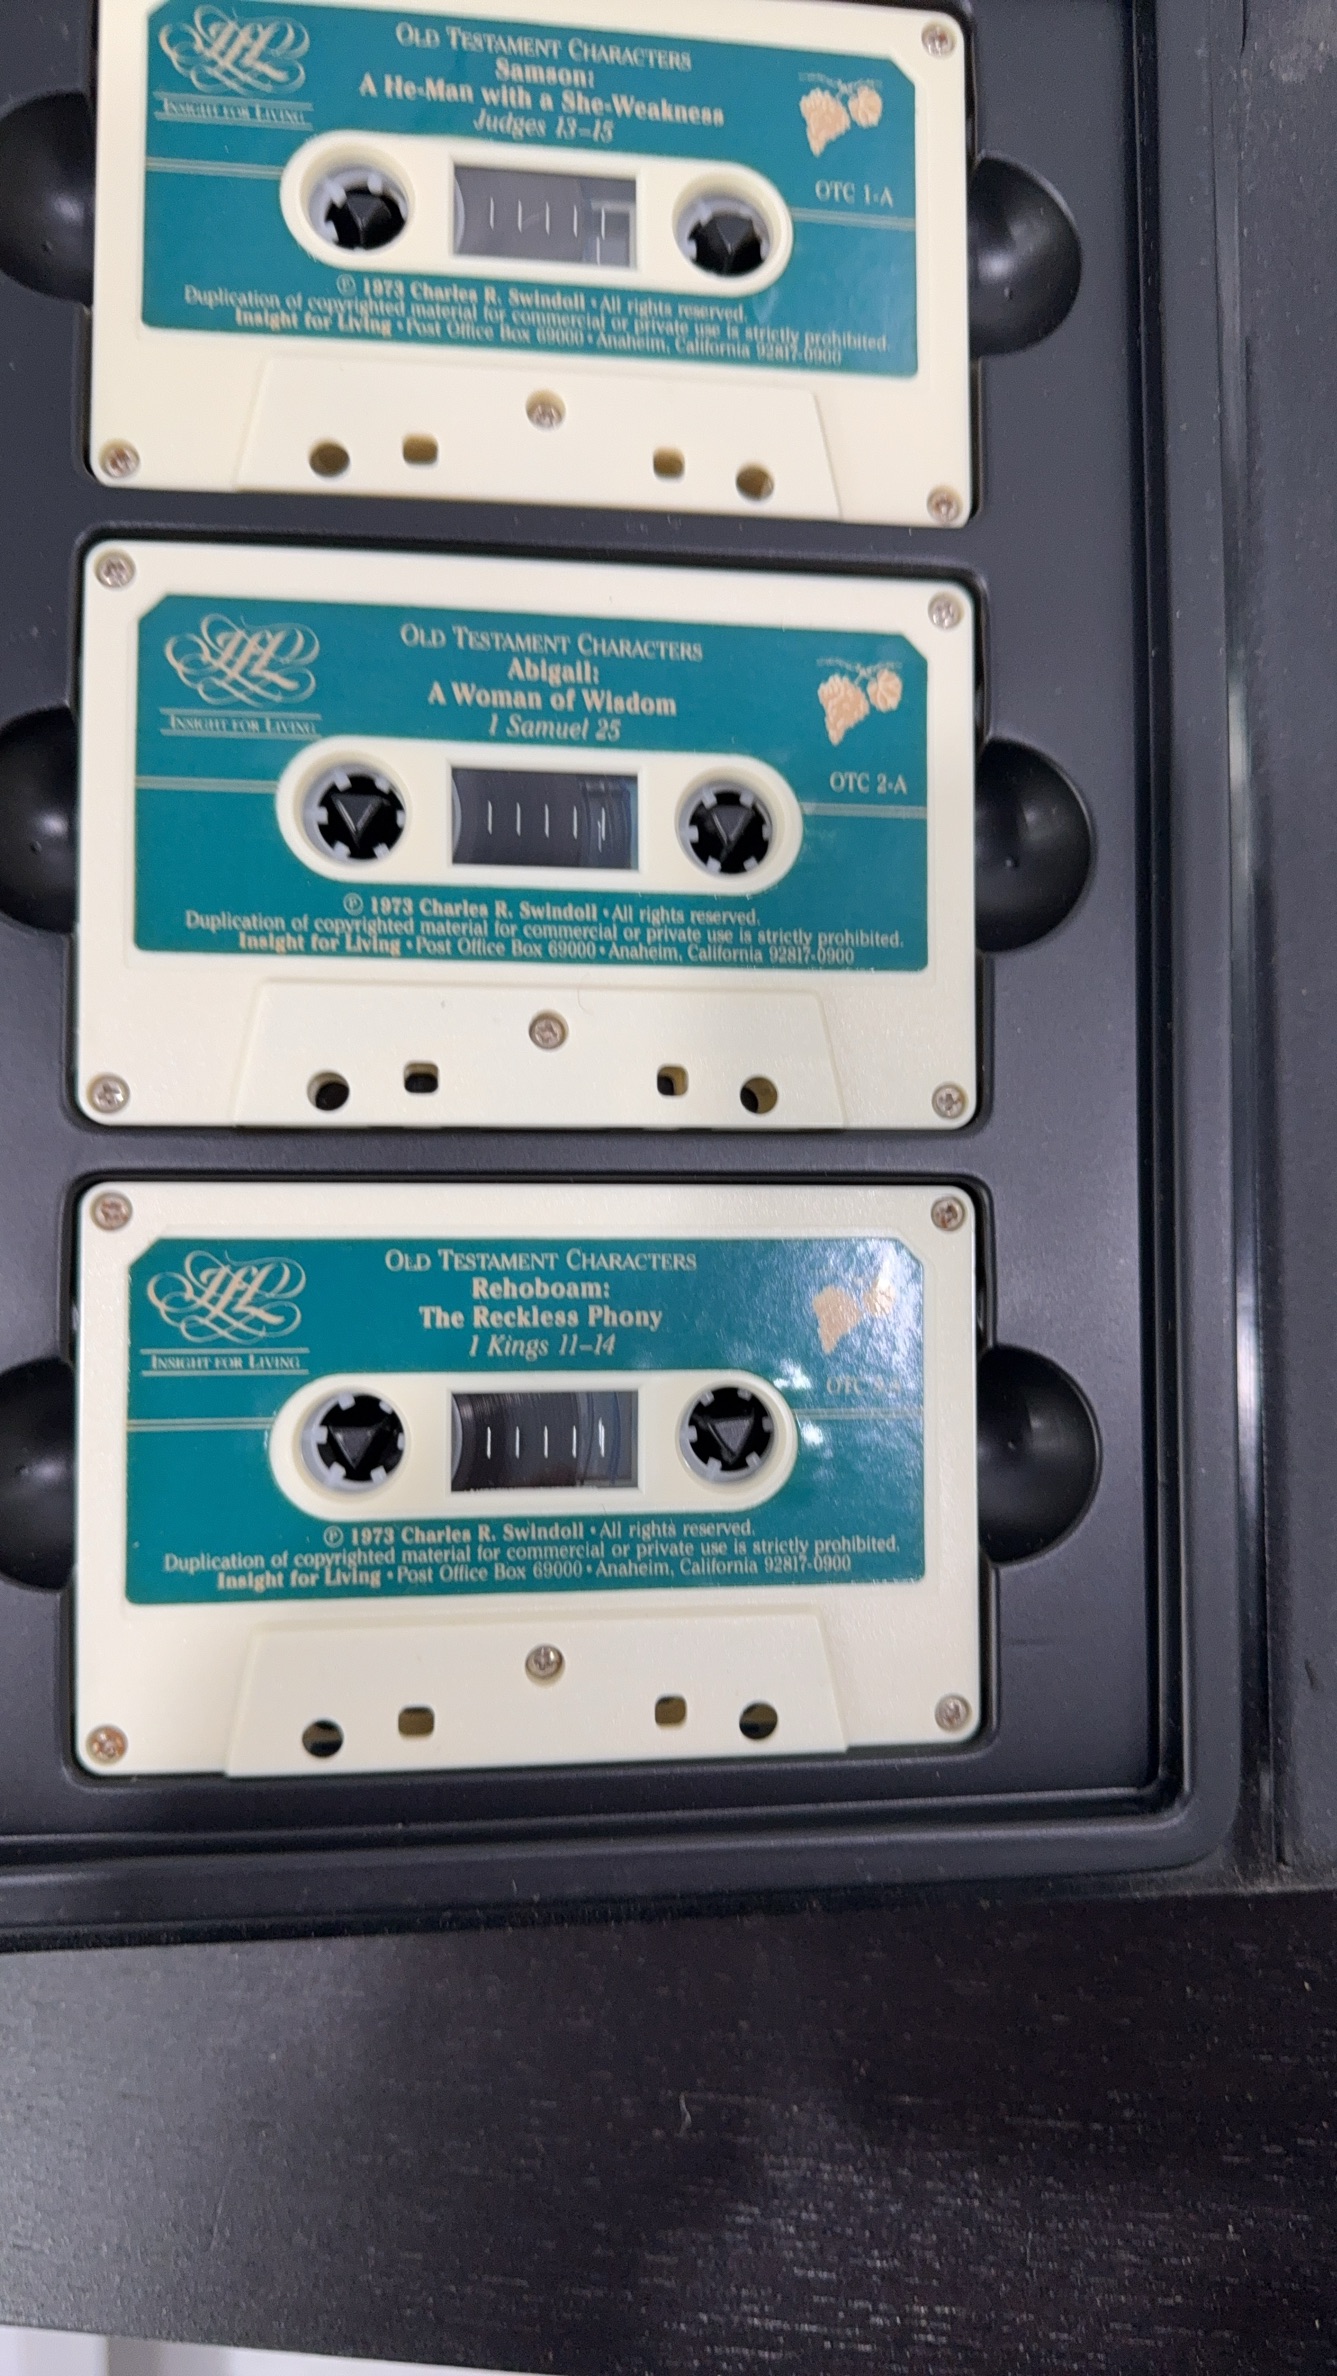 IfL
INSIGHT FOR LIVING
OLD TESTAMENT CHARACTERS
Samson:
A He-Man with a She-Weakness
Judges 13–15
OTC 1-A
Ⓟ 1973 Charles R. Swindoll • All rights reserved.
Duplication of copyrighted material for commercial or private use is strictly prohibited.
Insight for Living • Post Office Box 69000 • Anaheim, California 92817-0900
IfL
INSIGHT FOR LIVING
OLD TESTAMENT CHARACTERS
Abigail:
A Woman of Wisdom
1 Samuel 25
OTC 2-A
Ⓟ 1973 Charles R. Swindoll • All rights reserved.
Duplication of copyrighted material for commercial or private use is strictly prohibited.
Insight for Living • Post Office Box 69000 • Anaheim, California 92817-0900
IfL
INSIGHT FOR LIVING
OLD TESTAMENT CHARACTERS
Rehoboam:
The Reckless Phony
1 Kings 11–14
OTC
Ⓟ 1973 Charles R. Swindoll • All rights reserved.
Duplication of copyrighted material for commercial or private use is strictly prohibited.
Insight for Living • Post Office Box 69000 • Anaheim, California 92817-0900